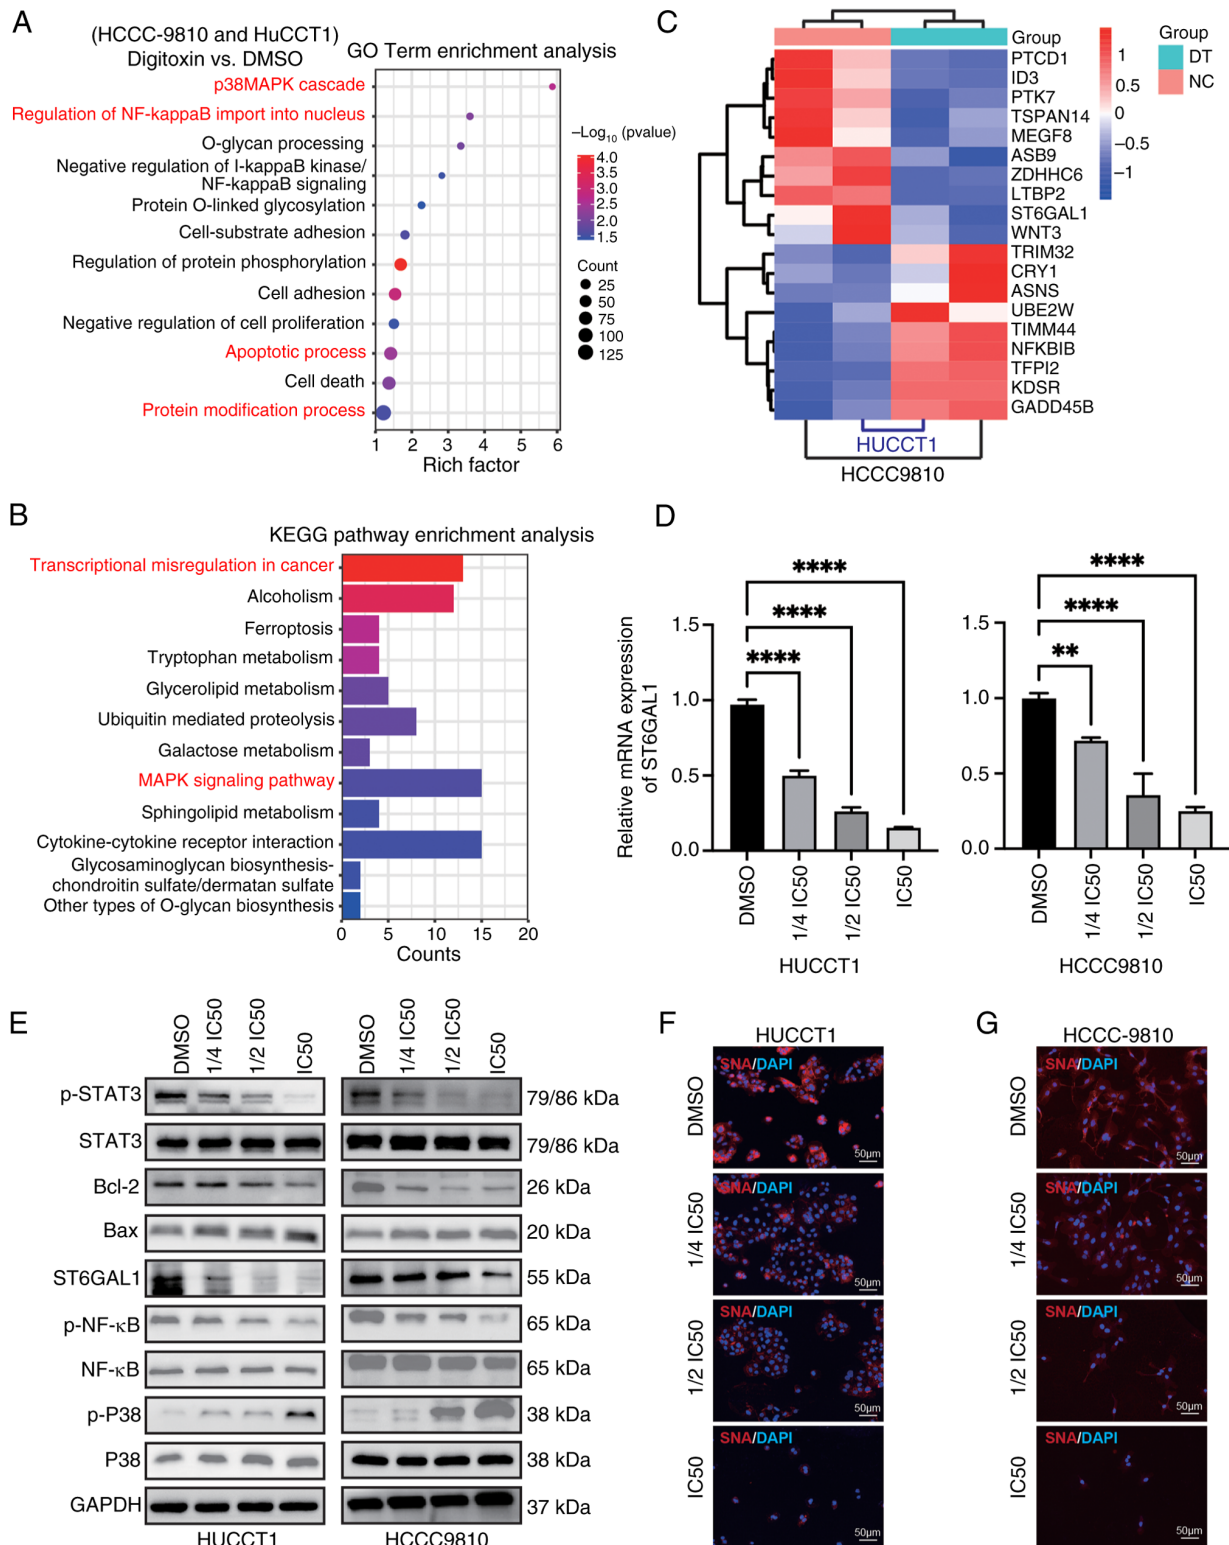 A
(HCCC-9810 and HuCCT1)
Digitoxin vs. DMSO
GO Term enrichment analysis
p38MAPK cascade
Regulation of NF-kappaB import into nucleus
O-glycan processing
Negative regulation of I-kappaB kinase/
NF-kappaB signaling
Protein O-linked glycosylation
Cell-substrate adhesion
Regulation of protein phosphorylation
Cell adhesion
Negative regulation of cell proliferation
Apoptotic process
Cell death
Protein modification process
1 2 3 4 5 6
Rich factor
–Log10 (pvalue)
4.0
3.5
3.0
2.5
2.0
1.5
Count
25
50
75
100
125
B
KEGG pathway enrichment analysis
Transcriptional misregulation in cancer
Alcoholism
Ferroptosis
Tryptophan metabolism
Glycerolipid metabolism
Ubiquitin mediated proteolysis
Galactose metabolism
MAPK signaling pathway
Sphingolipid metabolism
Cytokine-cytokine receptor interaction
Glycosaminoglycan biosynthesis-
chondroitin sulfate/dermatan sulfate
Other types of O-glycan biosynthesis
0 5 10 15 20
Counts
C
Group
PTCD1
ID3
PTK7
TSPAN14
MEGF8
ASB9
ZDHHC6
LTBP2
ST6GAL1
WNT3
TRIM32
CRY1
ASNS
UBE2W
TIMM44
NFKBIB
TFPI2
KDSR
GADD45B
1
0.5
0
–0.5
–1
Group
DT
NC
HUCCT1
HCCC9810
D
Relative mRNA expression
of ST6GAL1
1.5
1.0
0.5
0.0
****
****
****
DMSO
1/4 IC50
1/2 IC50
IC50
HUCCT1
1.5
1.0
0.5
0.0
****
****
**
DMSO
1/4 IC50
1/2 IC50
IC50
HCCC9810
E
DMSO
1/4 IC50
1/2 IC50
IC50
DMSO
1/4 IC50
1/2 IC50
IC50
p-STAT3 79/86 kDa
STAT3 79/86 kDa
Bcl-2 26 kDa
Bax 20 kDa
ST6GAL1 55 kDa
p-NF-κB 65 kDa
NF-κB 65 kDa
p-P38 38 kDa
P38 38 kDa
GAPDH 37 kDa
HUCCT1 HCCC9810
F
HUCCT1
DMSO
SNA/DAPI
50μm
1/4 IC50
SNA/DAPI
50μm
1/2 IC50
SNA/DAPI
50μm
IC50
SNA/DAPI
50μm
G
HCCC-9810
DMSO
SNA/DAPI
50μm
1/4 IC50
SNA/DAPI
50μm
1/2 IC50
SNA/DAPI
50μm
IC50
SNA/DAPI
50μm